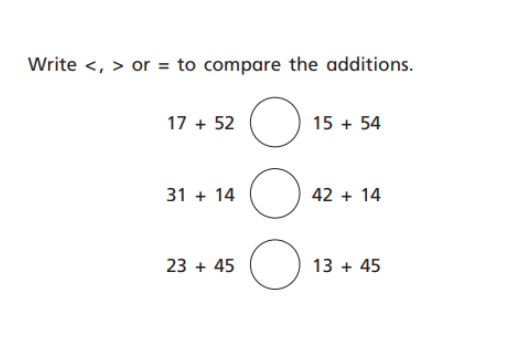 Write <, > or = to compare the additions.
17 + 52 15 + 54
31 + 14 42 + 14
23 + 45 13 + 45